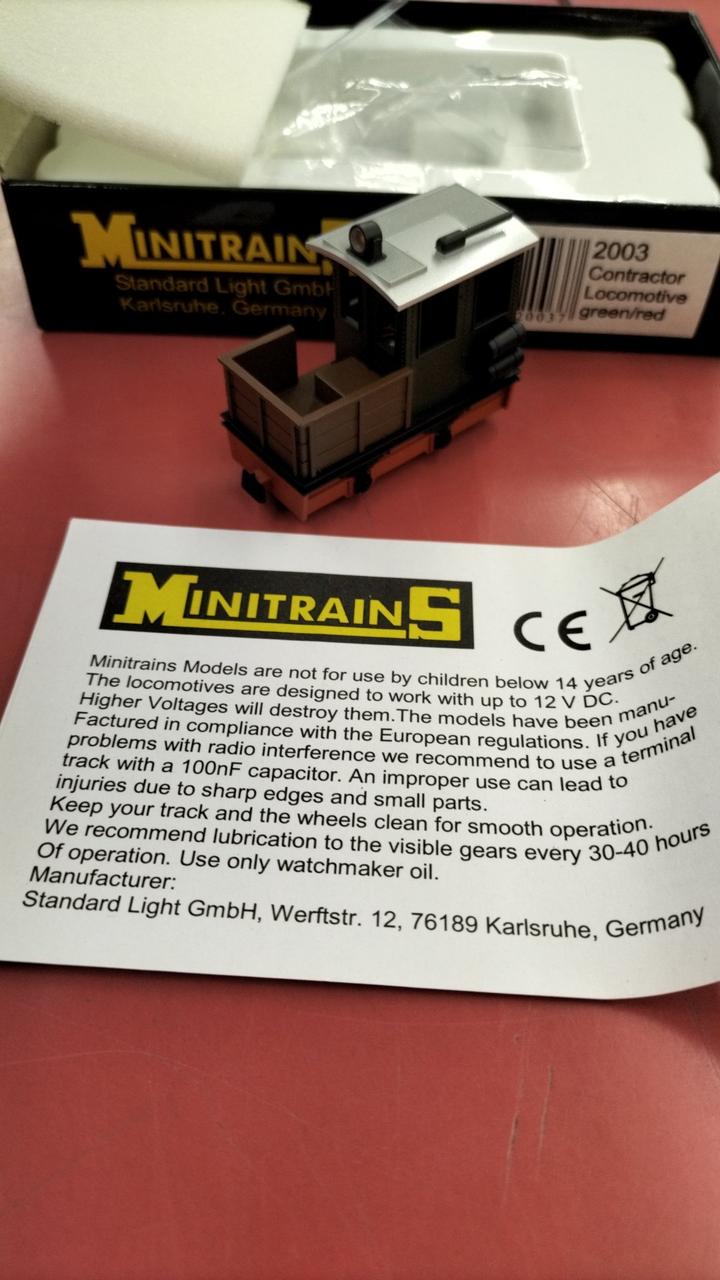 MINITRAINS
Standard Light GmbH
Karlsruhe, Germany
2003
Contractor
Locomotive
green/red
20037
MINITRAINS
CE
Minitrains Models are not for use by children below 14 years of age.
The locomotives are designed to work with up to 12 V DC.
Higher Voltages will destroy them.The models have been manu-
Factured in compliance with the European regulations. If you have
problems with radio interference we recommend to use a terminal
track with a 100nF capacitor. An improper use can lead to
injuries due to sharp edges and small parts.
Keep your track and the wheels clean for smooth operation.
We recommend lubrication to the visible gears every 30-40 hours
Of operation. Use only watchmaker oil.
Manufacturer:
Standard Light GmbH, Werftstr. 12, 76189 Karlsruhe, Germany